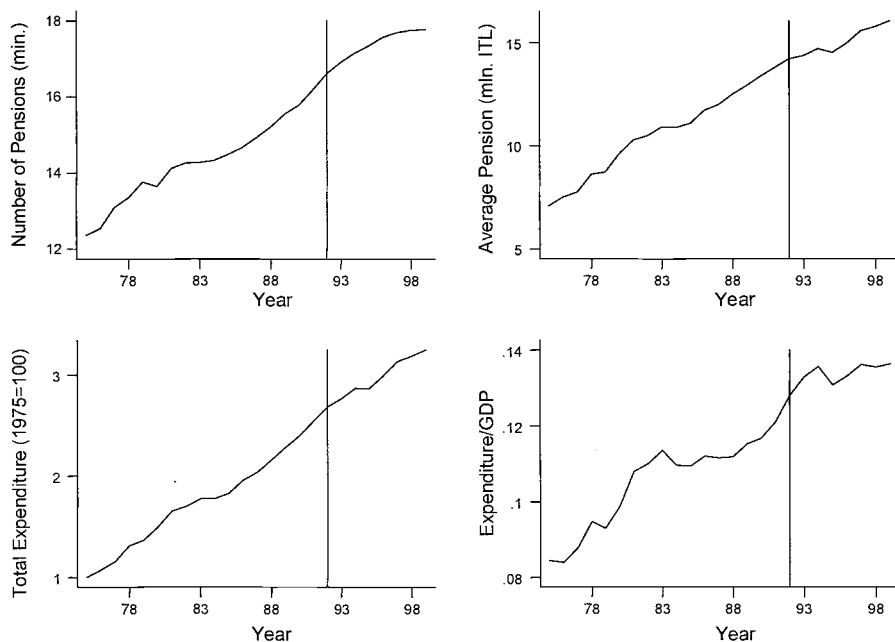 Number of Pensions (min.)
18
16
14
12
78 83 88 93 98
Year
Average Pension (mln. ITL)
15
10
5
78 83 88 93 98
Year
Total Expenditure (1975=100)
3
2
1
78 83 88 93 98
Year
Expenditure/GDP
.14
.12
.1
.08
78 83 88 93 98
Year